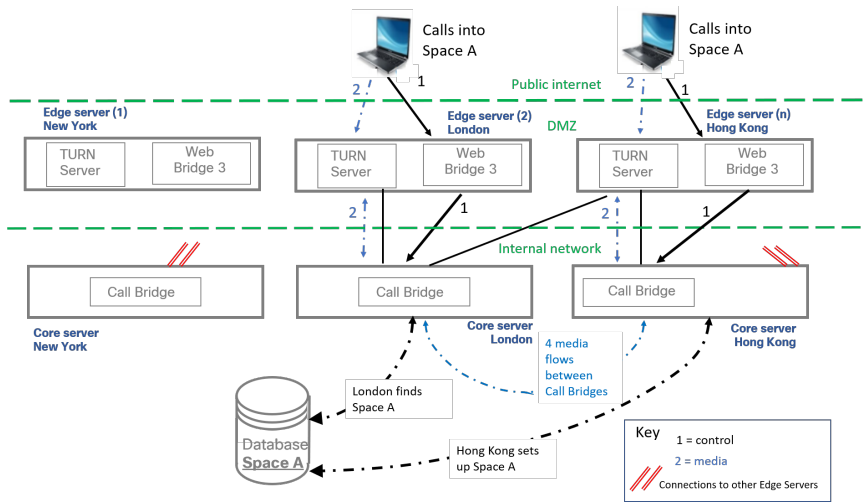 Calls into
Space A
Calls into
Space A
1
2
1
2
Public internet
Edge server (1)
New York
Edge server (2)
London
DMZ
Edge server (n)
Hong Kong
TURN
Server
Web
Bridge 3
TURN
Server
Web
Bridge 3
TURN
Server
Web
Bridge 3
2
1
2
1
Internal network
Call Bridge
Call Bridge
Call Bridge
Core server
New York
Core server
London
Core server
Hong Kong
4 media
flows
between
Call Bridges
London finds
Space A
Database
Space A
Hong Kong sets
up Space A
Key
1 = control
2 = media
Connections to other Edge Servers